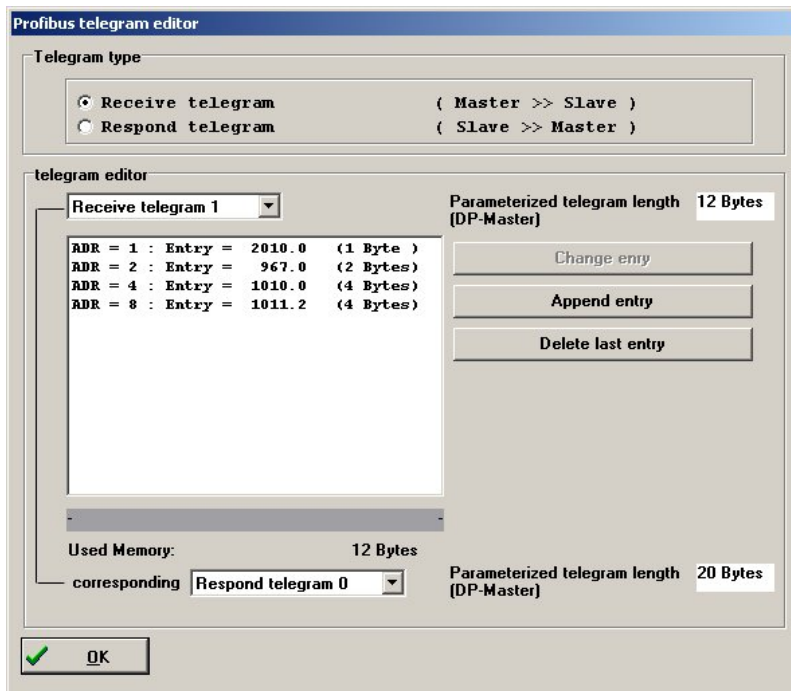 Profibus telegram editor
Telegram type
Receive telegram ( Master >> Slave )
Respond telegram ( Slave >> Master )
telegram editor
Receive telegram 1
Parameterized telegram length 12 Bytes
(DP-Master)
ADR = 1 : Entry = 2010.0 (1 Byte )
ADR = 2 : Entry = 967.0 (2 Bytes)
ADR = 4 : Entry = 1010.0 (4 Bytes)
ADR = 8 : Entry = 1011.2 (4 Bytes)
Change enry
Append entry
Delete last entry
- -
Used Memory: 12 Bytes
corresponding Respond telegram 0
Parameterized telegram length 20 Bytes
(DP-Master)
OK